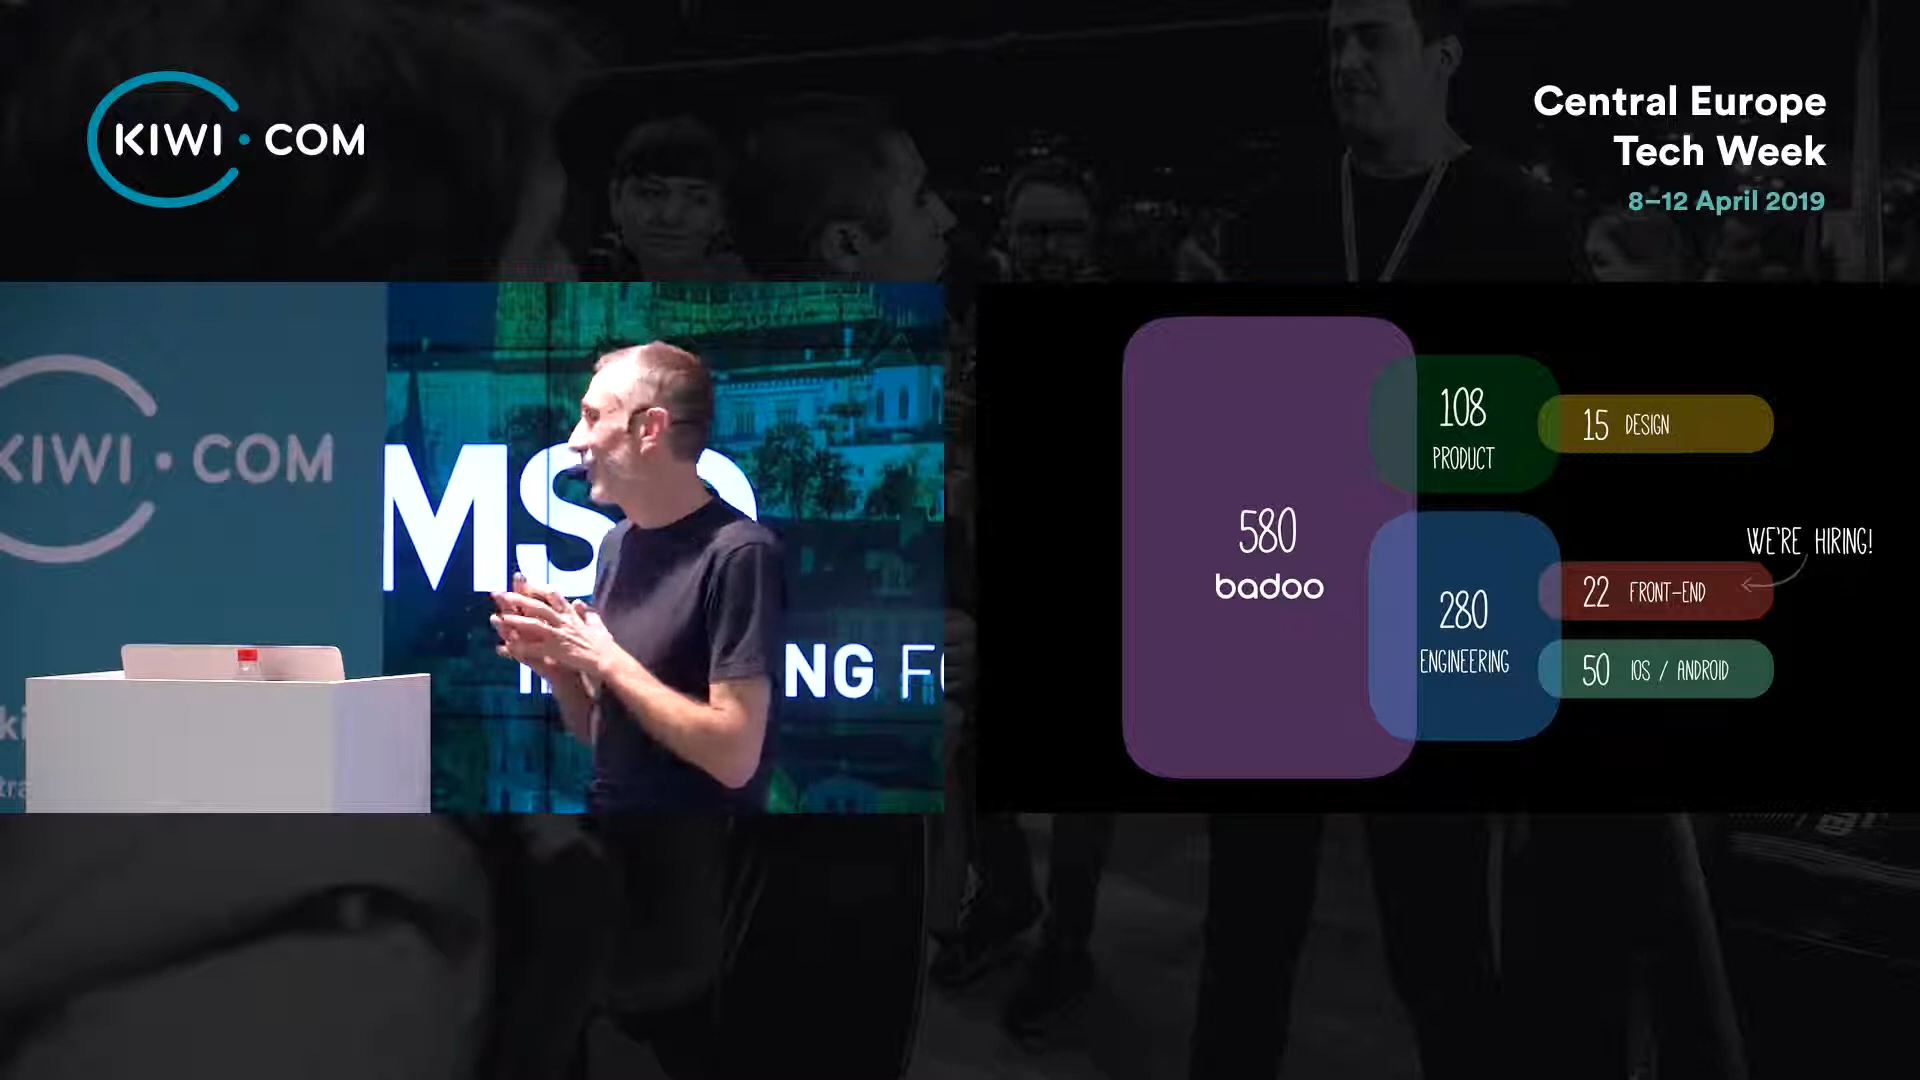 KIWI.COM
Central Europe
Tech Week
8–12 April 2019
KIWI.COM
MS
NG
580
badoo
108
PRODUCT
15 DESIGN
WE'RE HIRING!
280
ENGINEERING
22 FRONT-END
50 IOS / ANDROID